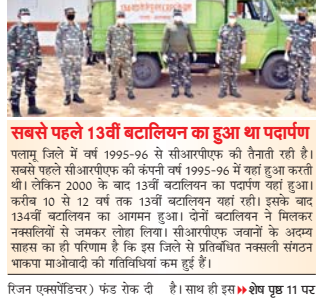 सबसे पहले 13वीं बटालियन का हुआ था पदार्पण
पलामू जिले में वर्ष 1995-96 से सीआरपीएफ की तैनाती रही है।
सबसे पहले सीआरपीएफ की कंपनी वर्ष 1995-96 में यहां हुआ करती
थी। लेकिन 2000 के बाद 13वीं बटालियन का पदार्पण यहां हुआ।
करीब 10 से 12 वर्ष तक 13वीं बटालियन यहां रही। इसके बाद
134वीं बटालियन का आगमन हुआ। दोनों बटालियन ने मिलकर
नक्सलियों से जमकर लोहा लिया। सीआरपीएफ जवानों के अदम्य
साहस का ही परिणाम है कि इस जिले से प्रतिबंधित नक्सली संगठन
भाकपा माओवादी की गतिविधियां कम हुई हैं।
रिजन एक्सपेंडिचर) फंड रोक दी
है। साथ ही इस शेष पृष्ठ 11 पर